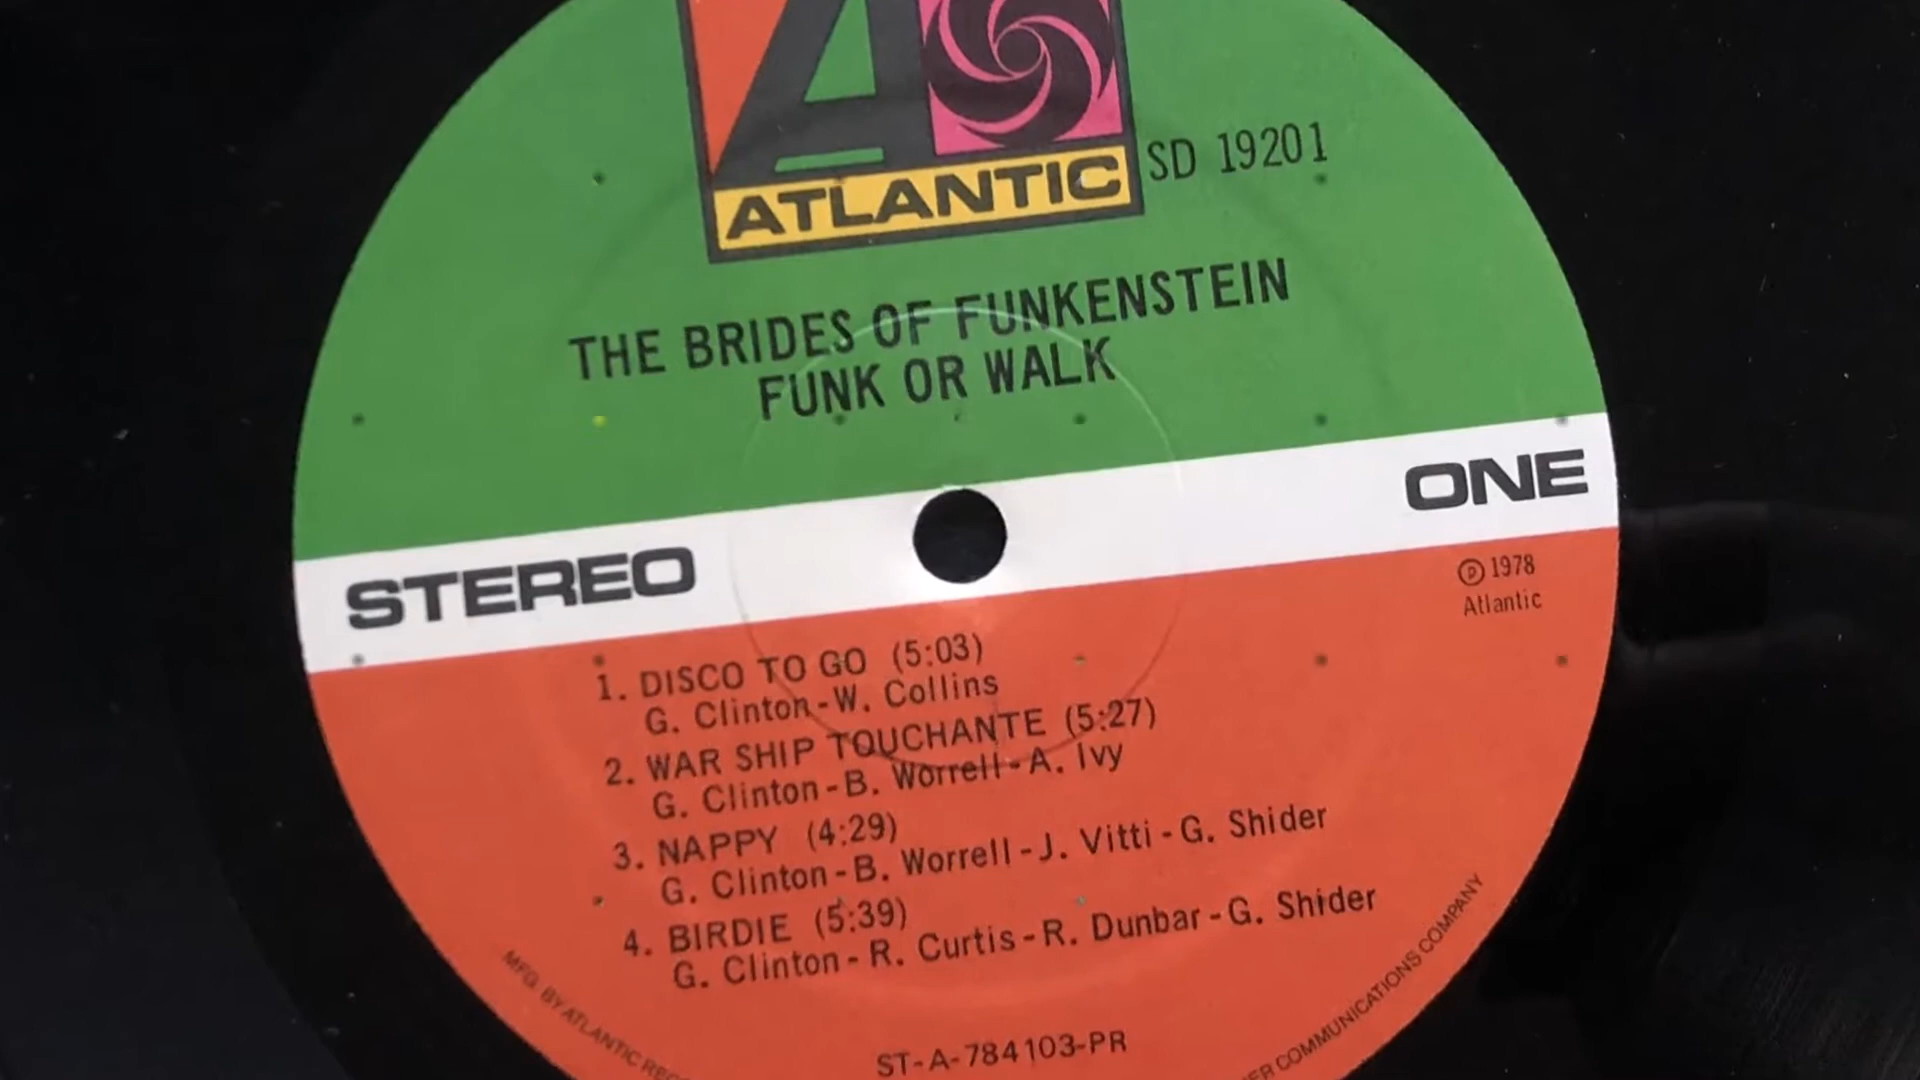 ATLANTIC
SD 19201
THE BRIDES OF FUNKENSTEIN
FUNK OR WALK
STEREO
ONE
Ⓟ 1978
Atlantic
1. DISCO TO GO (5:03)
G. Clinton-W. Collins
2. WAR SHIP TOUCHANTE (5:27)
G. Clinton-B. Worrell-A. Ivy
3. NAPPY (4:29)
G. Clinton-B. Worrell-J. Vitti-G. Shider
4. BIRDIE (5:39)
G. Clinton-R. Curtis-R. Dunbar-G. Shider
ST-A-784103-PR
MFG. BY ATLANTIC
COMMUNICATIONS COMPANY